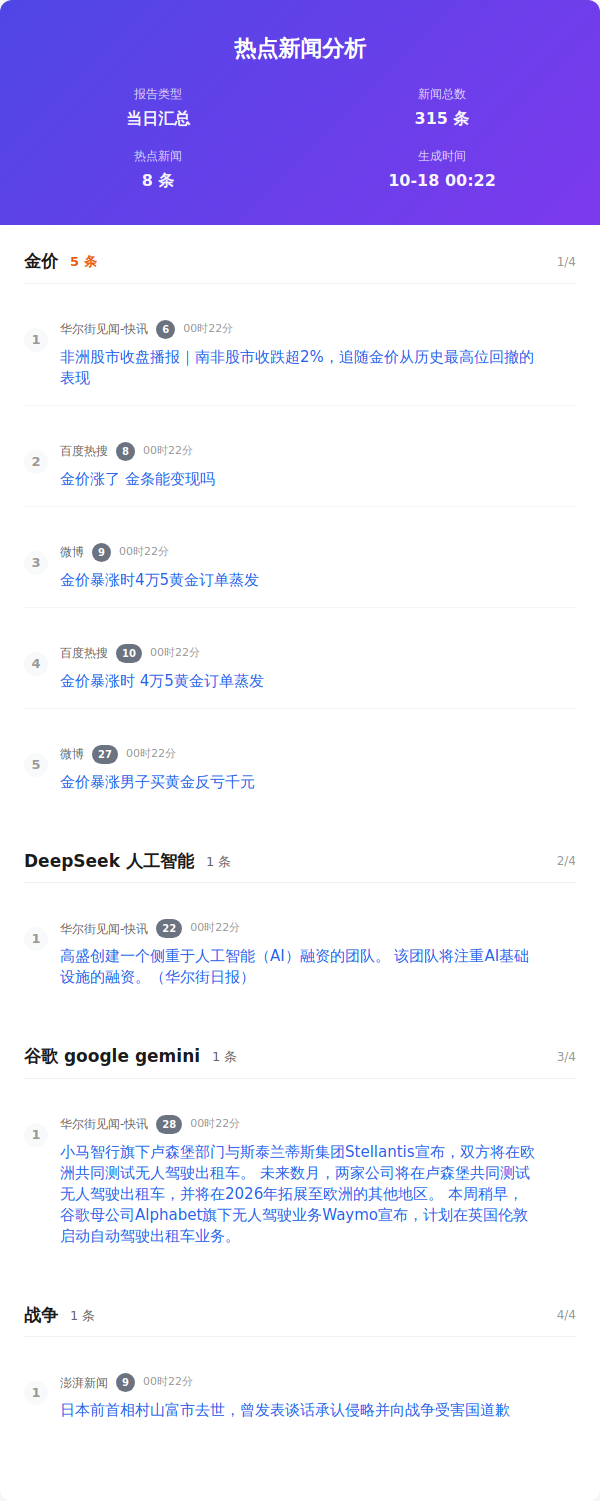 热点新闻分析
报告类型
当日汇总
新闻总数
315 条
热点新闻
8 条
生成时间
10-18 00:22
金价 5 条 1/4
1
华尔街见闻-快讯 6 00时22分
非洲股市收盘播报｜南非股市收跌超2%，追随金价从历史最高位回撤的
表现
2
百度热搜 8 00时22分
金价涨了 金条能变现吗
3
微博 9 00时22分
金价暴涨时4万5黄金订单蒸发
4
百度热搜 10 00时22分
金价暴涨时 4万5黄金订单蒸发
5
微博 27 00时22分
金价暴涨男子买黄金反亏千元
DeepSeek 人工智能 1 条 2/4
1
华尔街见闻-快讯 22 00时22分
高盛创建一个侧重于人工智能（AI）融资的团队。 该团队将注重AI基础
设施的融资。（华尔街日报）
谷歌 google gemini 1 条 3/4
1
华尔街见闻-快讯 28 00时22分
小马智行旗下卢森堡部门与斯泰兰蒂斯集团Stellantis宣布，双方将在欧
洲共同测试无人驾驶出租车。 未来数月，两家公司将在卢森堡共同测试
无人驾驶出租车，并将在2026年拓展至欧洲的其他地区。 本周稍早，
谷歌母公司Alphabet旗下无人驾驶业务Waymo宣布，计划在英国伦敦
启动自动驾驶出租车业务。
战争 1 条 4/4
1
澎湃新闻 9 00时22分
日本前首相村山富市去世，曾发表谈话承认侵略并向战争受害国道歉